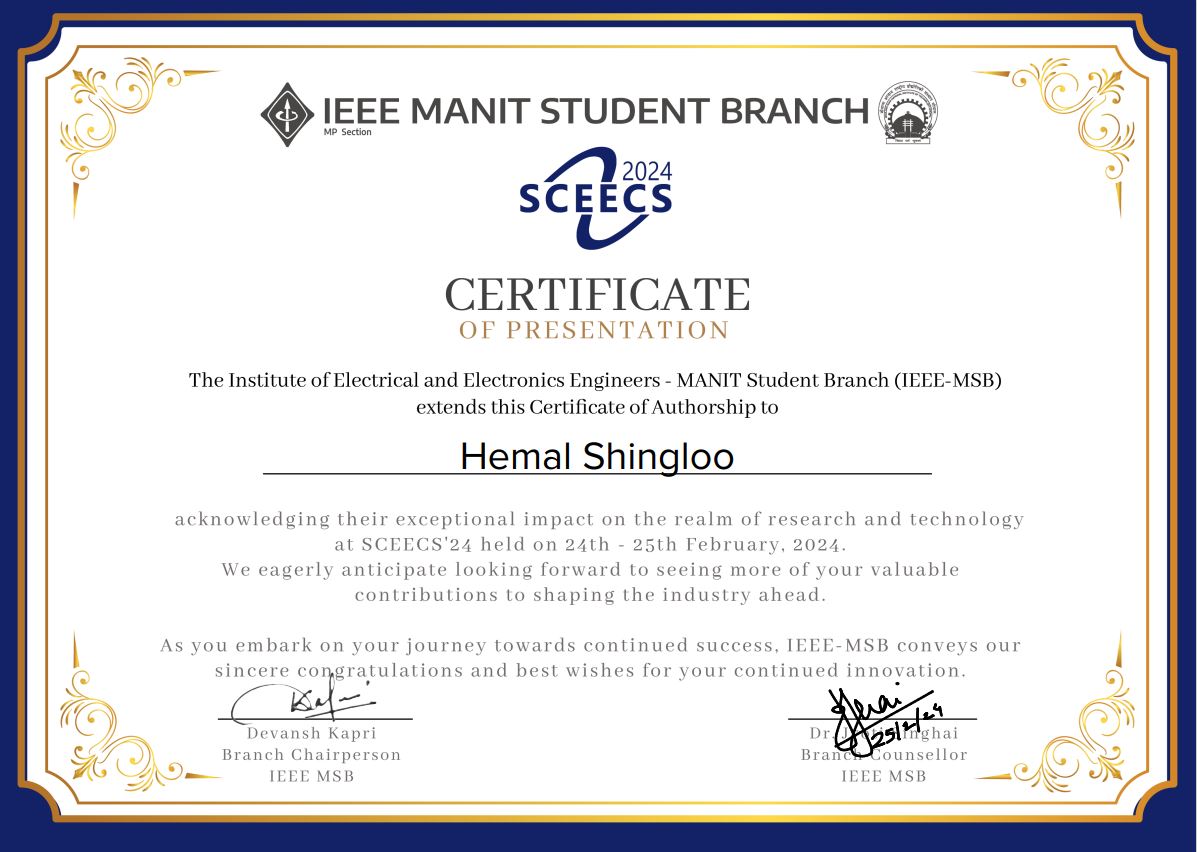 IEEE MANIT STUDENT BRANCH
MP Section
2024
SCEECS
CERTIFICATE
OF PRESENTATION
The Institute of Electrical and Electronics Engineers - MANIT Student Branch (IEEE-MSB)
extends this Certificate of Authorship to
Hemal Shingloo
acknowledging their exceptional impact on the realm of research and technology
at SCEECS'24 held on 24th - 25th February, 2024.
We eagerly anticipate looking forward to seeing more of your valuable
contributions to shaping the industry ahead.
As you embark on your journey towards continued success, IEEE-MSB conveys our
sincere congratulations and best wishes for your continued innovation.
25/2/24
Devansh Kapri
Branch Chairperson
IEEE MSB
Dr.
Branch Counsellor
IEEE MSB